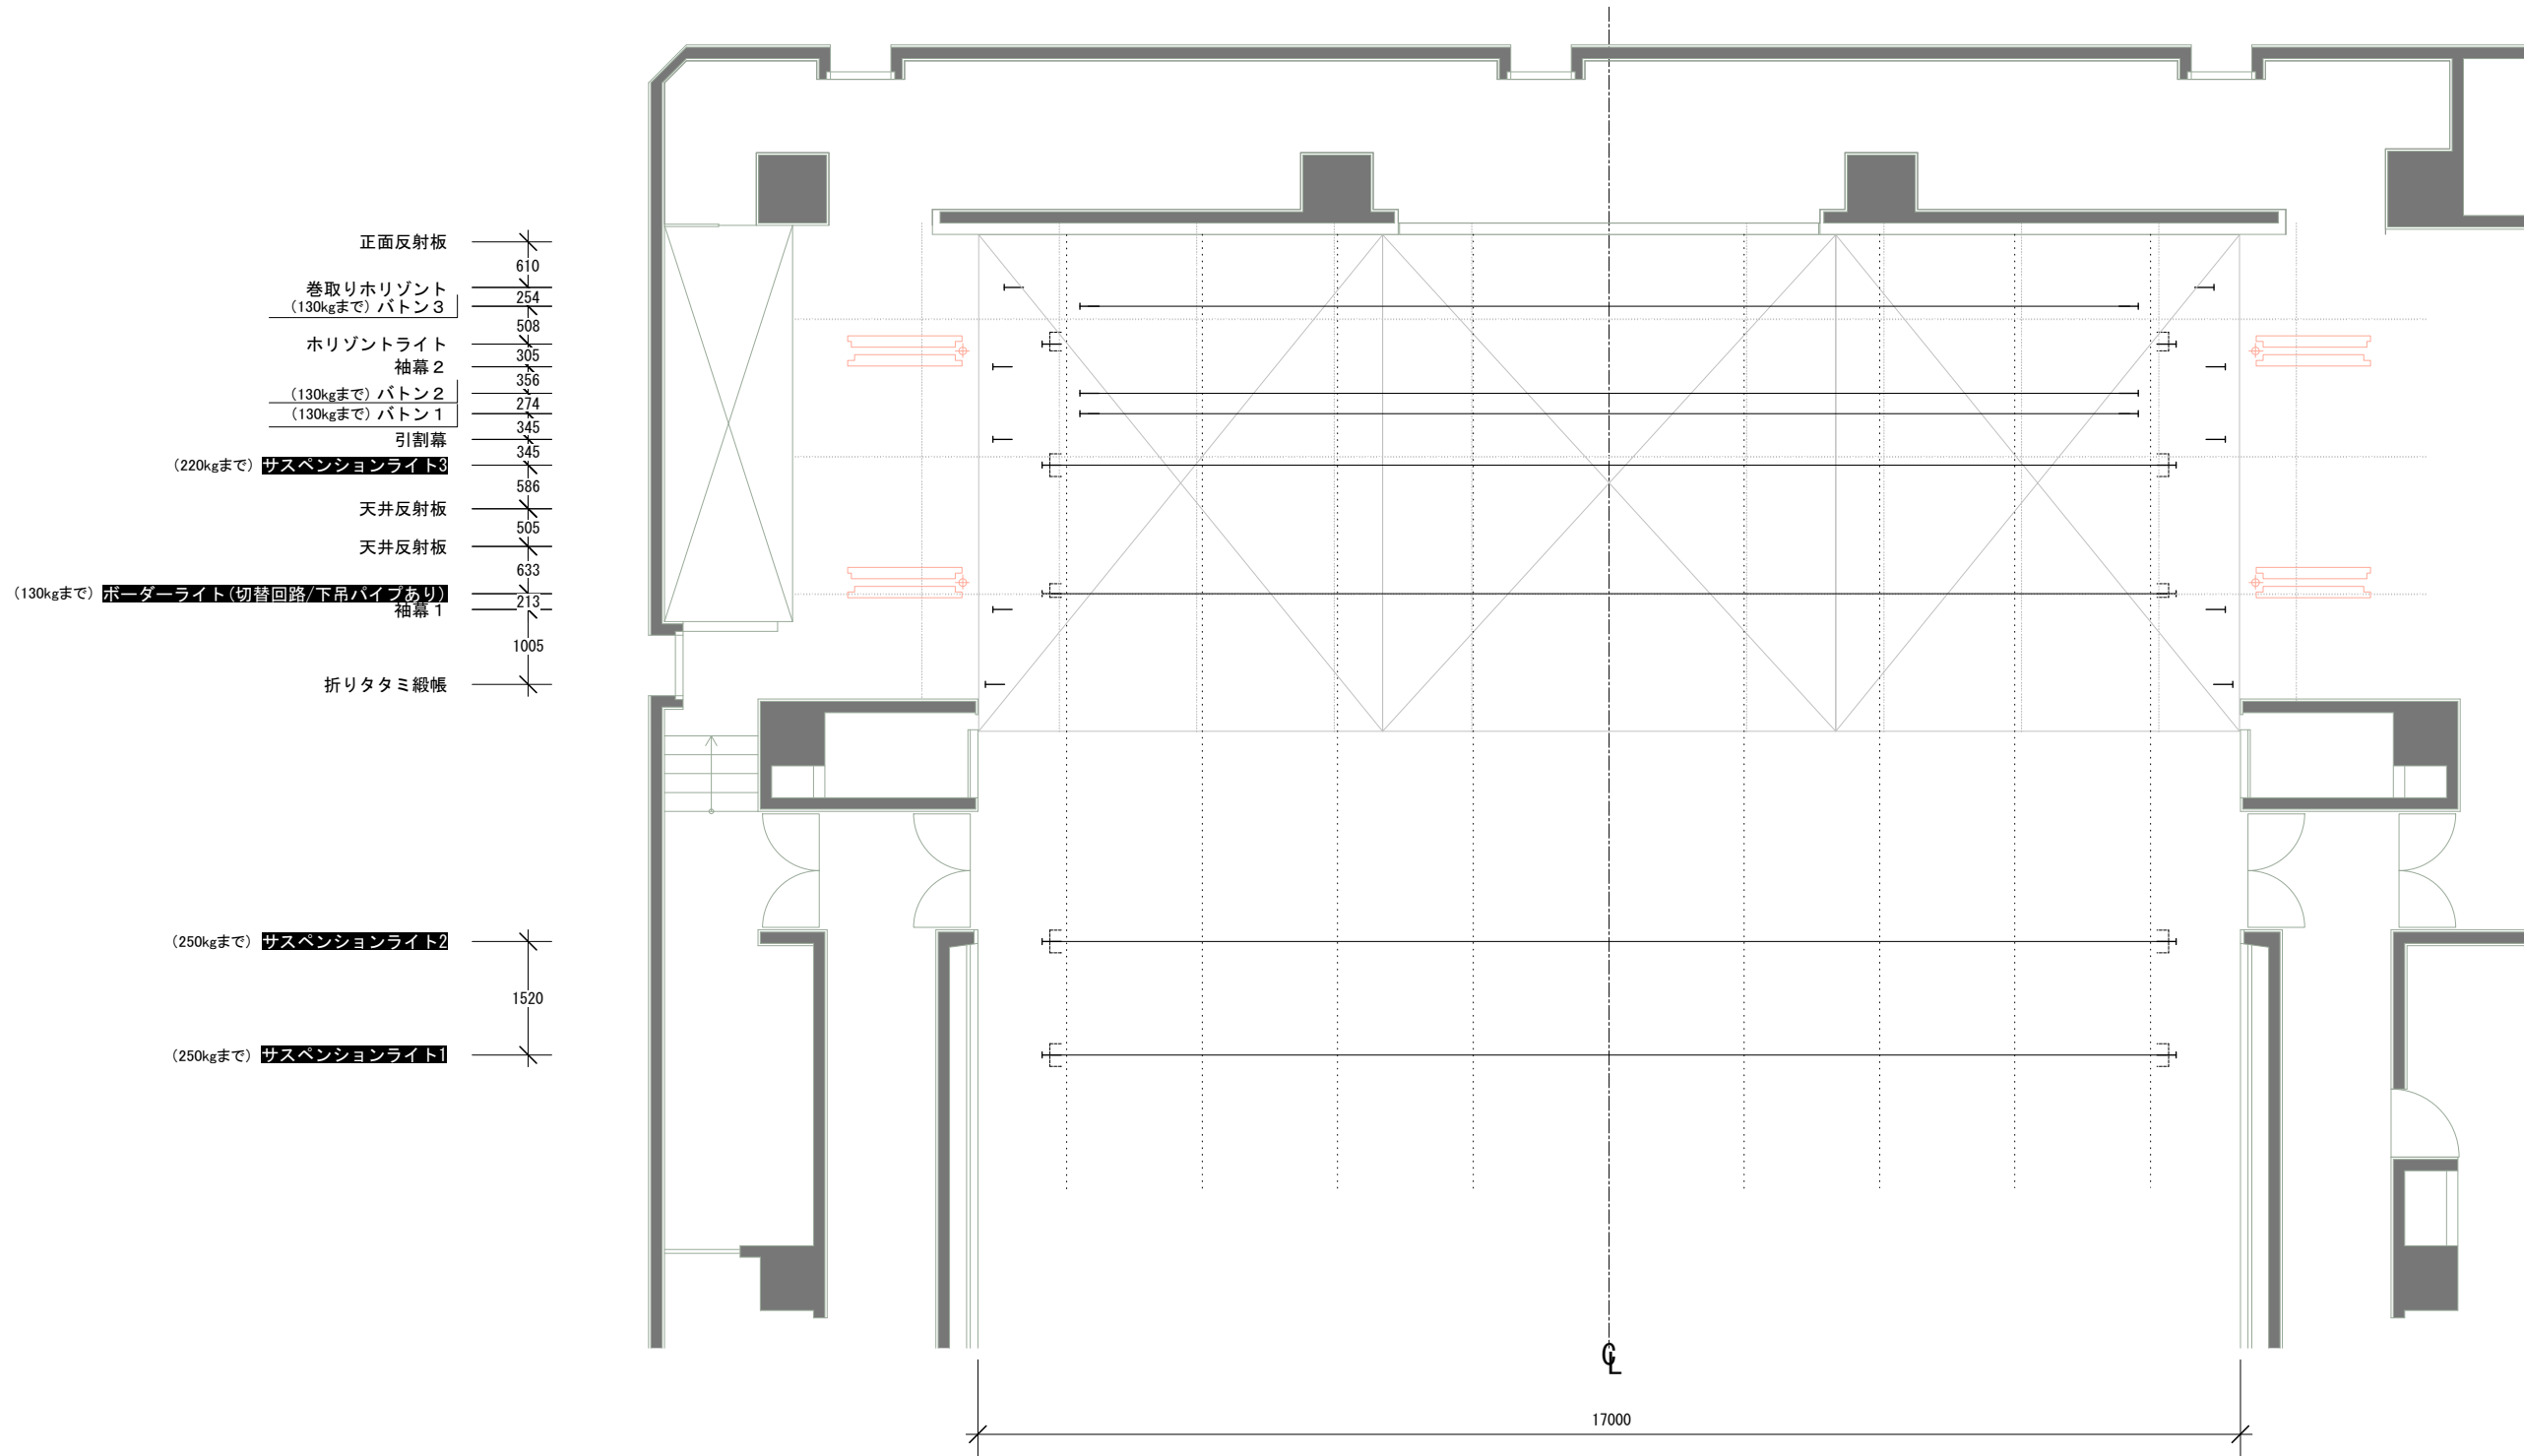 正面反射板
610
巻取りホリゾント
254
(130kgまで) バトン3
508
ホリゾントライト
305
袖幕2
356
(130kgまで) バトン2
274
(130kgまで) バトン1
345
引割幕
345
(220kgまで) サスペンションライト3
586
天井反射板
505
天井反射板
633
(130kgまで) ボーダーライト(切替回路/下吊パイプあり)
213
袖幕1
1005
折りタタミ緞帳
(250kgまで) サスペンションライト2
1520
(250kgまで) サスペンションライト1
CL
17000